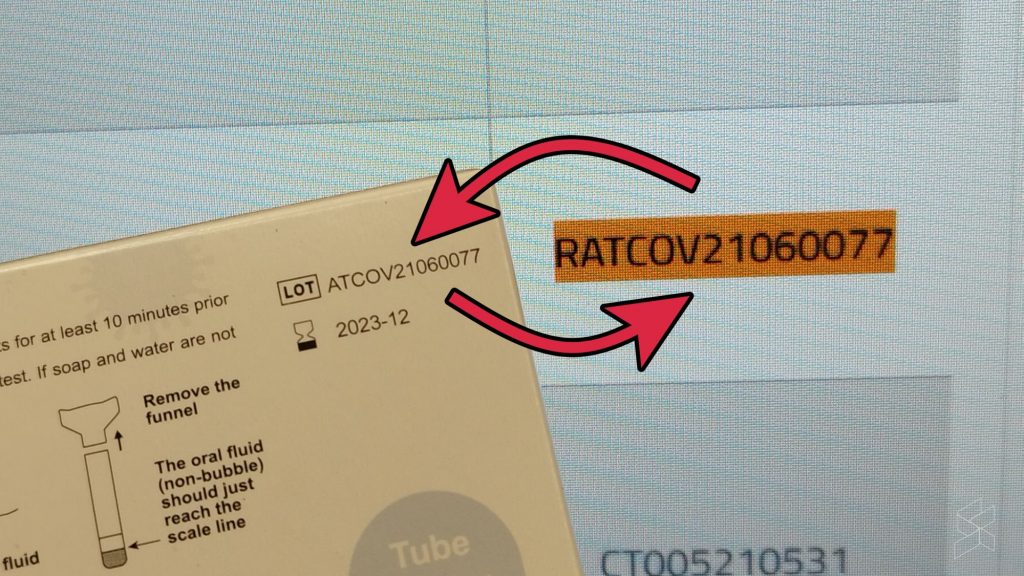 RATCOV21060077
LOT ATCOV21060077
2023-12
s for at least 10 minutes prior
test. If soap and water are not
Remove the
funnel
The oral fluid
(non-bubble)
should just
reach the
scale line
fluid
Tube
CT005210531